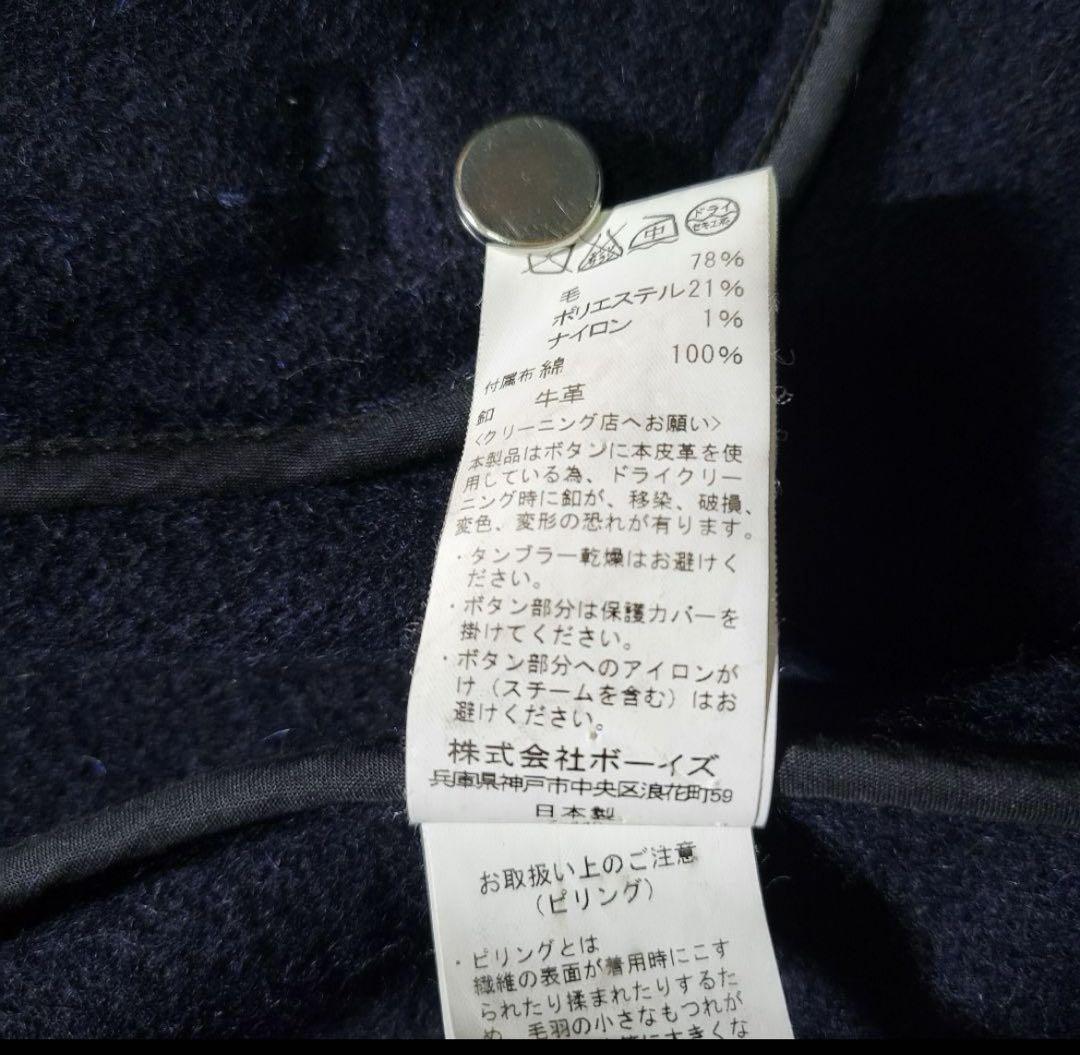 ドライ
セキユ系
中
78%
毛
ポリエステル21%
ナイロン 1%
100%
付属布 綿
釦 牛革
<クリーニング店へお願い>
本製品はボタンに本皮革を使
用している為、ドライクリー
ニング時に釦が、移染、破損、
変色、変形の恐れが有ります。
・タンブラー乾燥はお避けく
ださい。
・ボタン部分は保護カバーを
掛けてください。
・ボタン部分へのアイロンが
け（スチームを含む）はお
避けください。
株式会社ボーイズ
兵庫県神戸市中央区浪花町59
日本製
お取扱い上のご注意
（ピリング）
・ピリングとは
繊維の表面が着用時にこす
られたり揉まれたりするた
め、毛羽の小さなもつれが
に大きくな